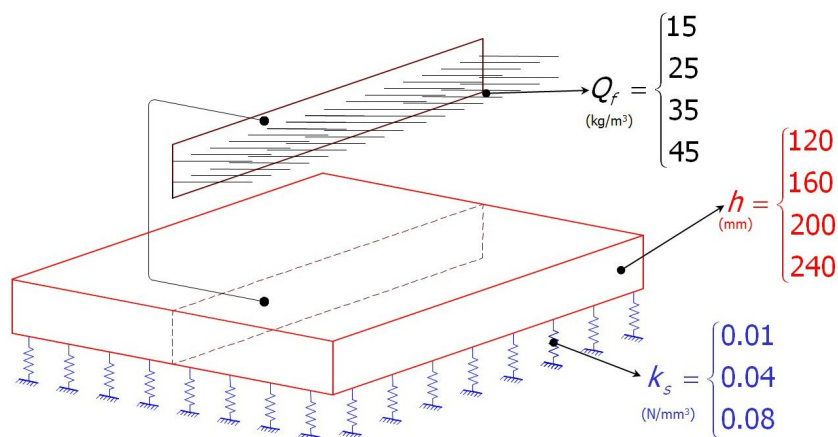 Q_f =
(kg/m³)
15
25
35
45
h =
(mm)
120
160
200
240
k_s =
(N/mm³)
0.01
0.04
0.08